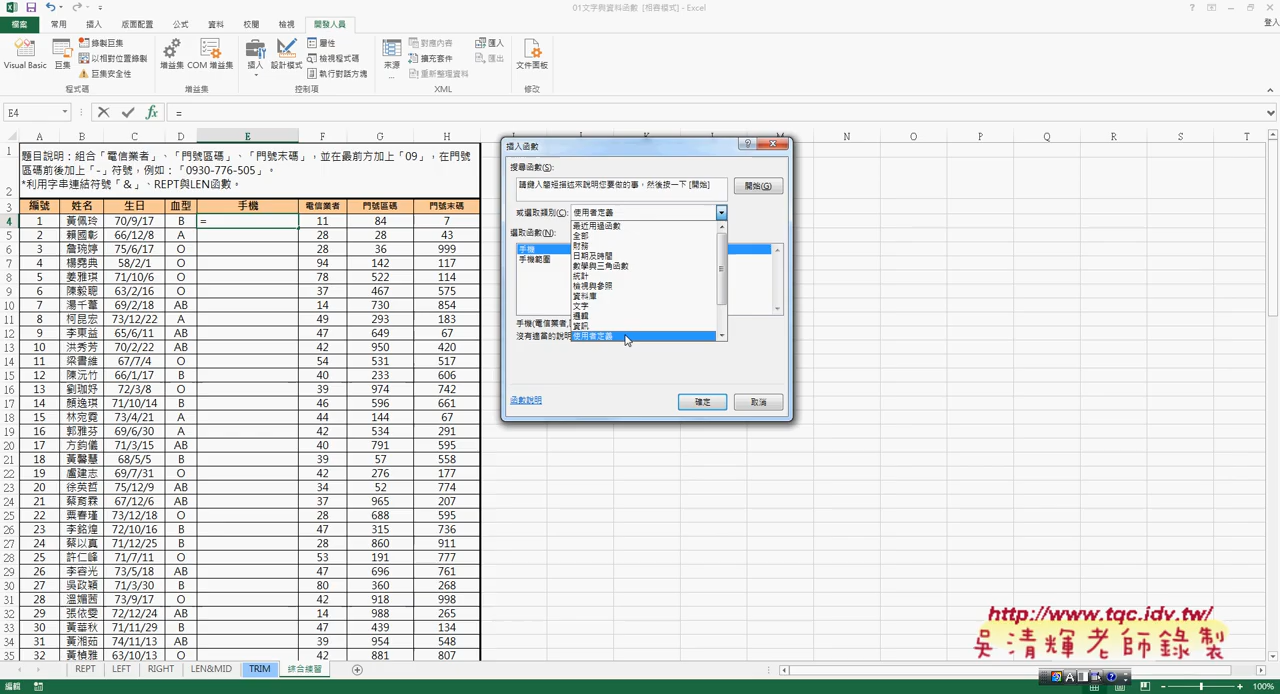 01文字與資料函數 [相容模式] - Excel
登入
檔案 常用 插入 版面配置 公式 資料 校閱 檢視 開發人員
Visual Basic 巨集 錄製巨集 以相對位置錄製 巨集安全性 增益集 COM 增益集 插入 設計模式 屬性 檢視程式碼 執行對話方塊 來源 對應內容 擴充套件 重新整理資料 匯入 匯出 文件面板
程式碼 增益集 控制項 XML 修改
E4 =
A B C D E F G H N O P Q R S T
題目說明：組合「電信業者」、「門號區碼」、「門號末碼」，並在最前方加上「09」，在門號
區碼前後加上「-」符號，例如：「0930-776-505」。
*利用字串連結符號「&」、REPT與LEN函數。
編號 姓名 生日 血型 手機 電信業者 門號區碼 門號末碼
1 黃佩玲 70/9/17 B = 11 84 7
2 賴國彰 66/12/8 A 28 28 43
3 詹琬婷 75/6/17 O 28 36 999
4 楊甕典 58/2/1 O 94 142 117
5 姜雅琪 71/10/6 O 78 522 114
6 陳毅聰 63/2/16 O 37 467 575
7 湯千蕙 69/2/18 AB 14 730 854
8 柯昆宏 73/12/22 A 49 293 183
9 李東益 65/6/11 AB 47 649 67
10 洪秀芳 70/2/22 AB 42 950 420
11 梁書維 67/7/4 O 54 531 517
12 陳沅竹 66/1/17 B 40 233 606
13 劉珈妤 72/3/8 O 39 974 742
14 顏逸琪 71/10/14 B 46 596 661
15 林宛霓 73/4/21 A 44 144 67
16 郭雅芬 69/6/30 A 42 534 291
17 方鈞儀 71/3/15 AB 40 791 595
18 黃馨慧 68/5/5 B 39 57 558
19 盧建志 69/7/31 O 42 276 177
20 徐英哲 75/12/9 AB 34 52 774
21 蔡育霖 67/12/6 AB 37 965 207
22 粟春瑾 73/12/18 O 28 688 595
23 李銘煌 72/10/16 B 47 315 736
24 蔡以真 71/12/25 B 28 860 911
25 許仁峰 71/7/11 O 53 191 777
26 李容光 73/5/18 AB 47 696 761
27 吳政穎 71/3/30 B 80 360 268
28 溫媚茜 73/9/17 O 42 918 998
29 張依雯 72/12/24 AB 14 988 265
30 黃華秋 71/11/29 B 47 439 134
31 黃湘茹 74/11/13 AB 39 954 548
32 黃楨雅 63/10/13 O 42 881 807
插入函數
搜尋函數(S):
請鍵入簡短描述來說明您要做的事，然後按一下 [開始]
開始(G)
或選取類別(C): 使用者定義
最近用過函數
全部
財務
日期及時間
數學與三角函數
統計
檢視與參照
資料庫
文字
邏輯
資訊
使用者定義
選取函數(N):
手機
手機範圍
手機(電信業者,
沒有適當的說明
函數說明 確定 取消
http://www.tqc.idv.tw/
吳清輝老師錄製
REPT LEFT RIGHT LEN&MID TRIM 綜合練習
編輯 100%